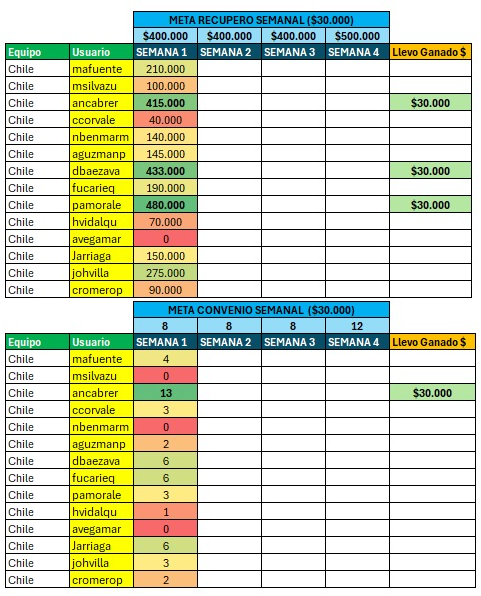 META RECUPERO SEMANAL ($30.000)
$400.000 $400.000 $400.000 $500.000
Equipo Usuario SEMANA 1 SEMANA 2 SEMANA 3 SEMANA 4 Llevo Ganado $
Chile mafuente 210.000
Chile msilvazu 100.000
Chile ancabrer 415.000 $30.000
Chile ccorvale 40.000
Chile nbenmarm 140.000
Chile aguzmanp 145.000
Chile dbaezava 433.000 $30.000
Chile fucarieq 190.000
Chile pamorale 480.000 $30.000
Chile hvidalqu 70.000
Chile avegamar 0
Chile Jarriaga 150.000
Chile johvilla 275.000
Chile cromerop 90.000
META CONVENIO SEMANAL ($30.000)
8 8 8 12
Equipo Usuario SEMANA 1 SEMANA 2 SEMANA 3 SEMANA 4 Llevo Ganado $
Chile mafuente 4
Chile msilvazu 0
Chile ancabrer 13 $30.000
Chile ccorvale 3
Chile nbenmarm 0
Chile aguzmanp 2
Chile dbaezava 6
Chile fucarieq 6
Chile pamorale 3
Chile hvidalqu 1
Chile avegamar 0
Chile Jarriaga 6
Chile johvilla 3
Chile cromerop 2